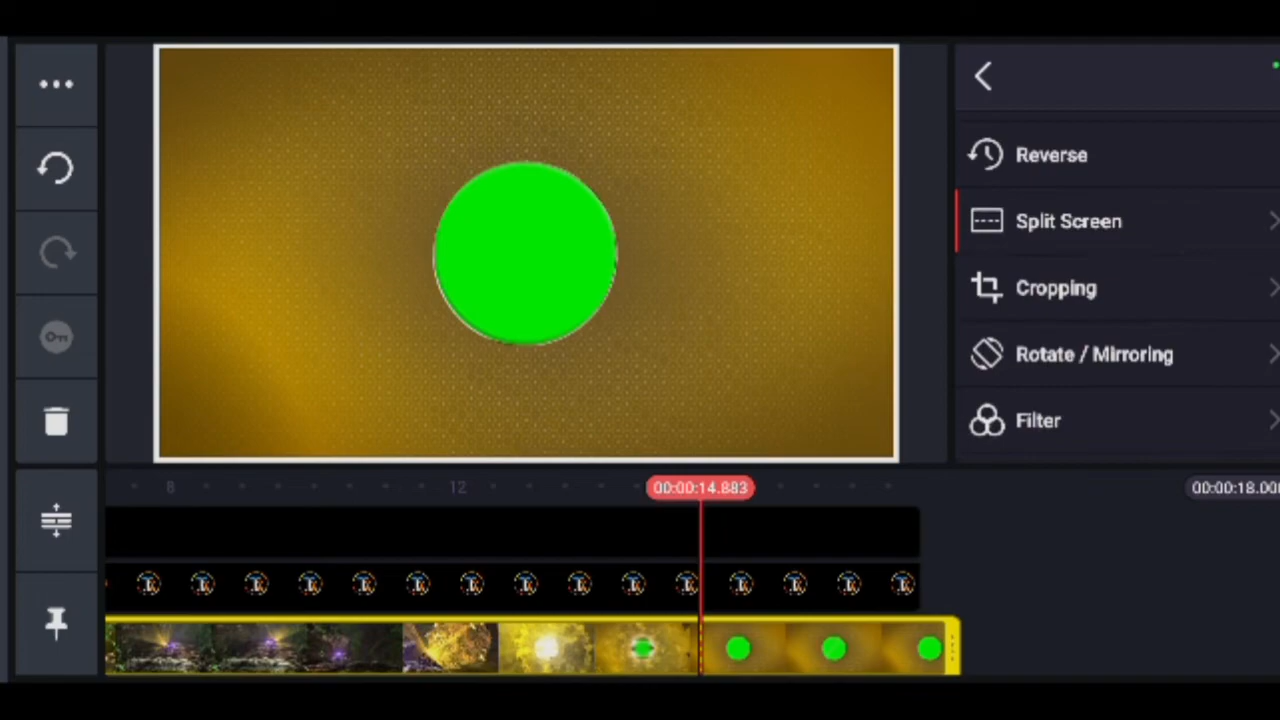 Reverse
Split Screen
Cropping
Rotate / Mirroring
Filter
8
12
00:00:14.883
00:00:18.00